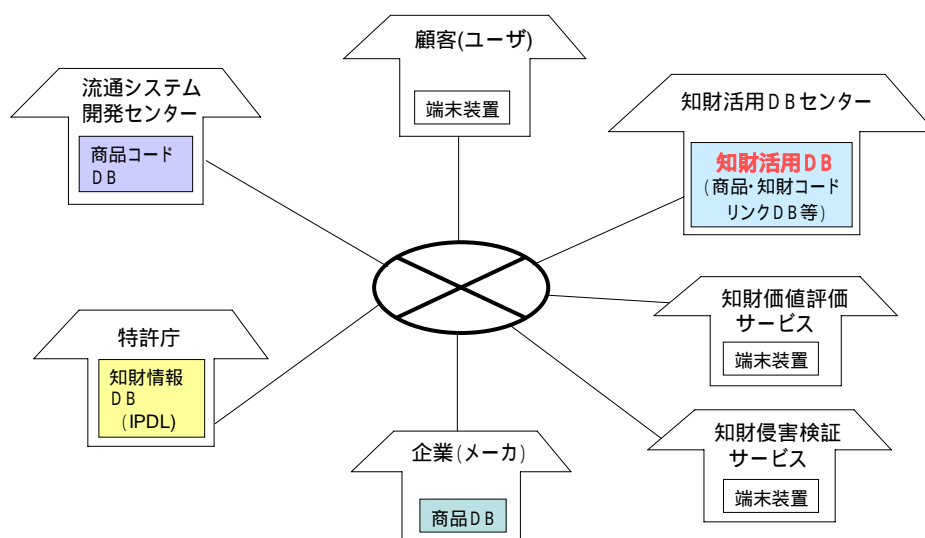 顧客(ユーザ)
端末装置
流通システム
開発センター
商品コード
DB
知財活用DBセンター
知財活用DB
(商品・知財コード
リンクDB等)
特許庁
知財情報
DB
(IPDL)
知財価値評価
サービス
端末装置
企業(メーカ)
商品DB
知財侵害検証
サービス
端末装置